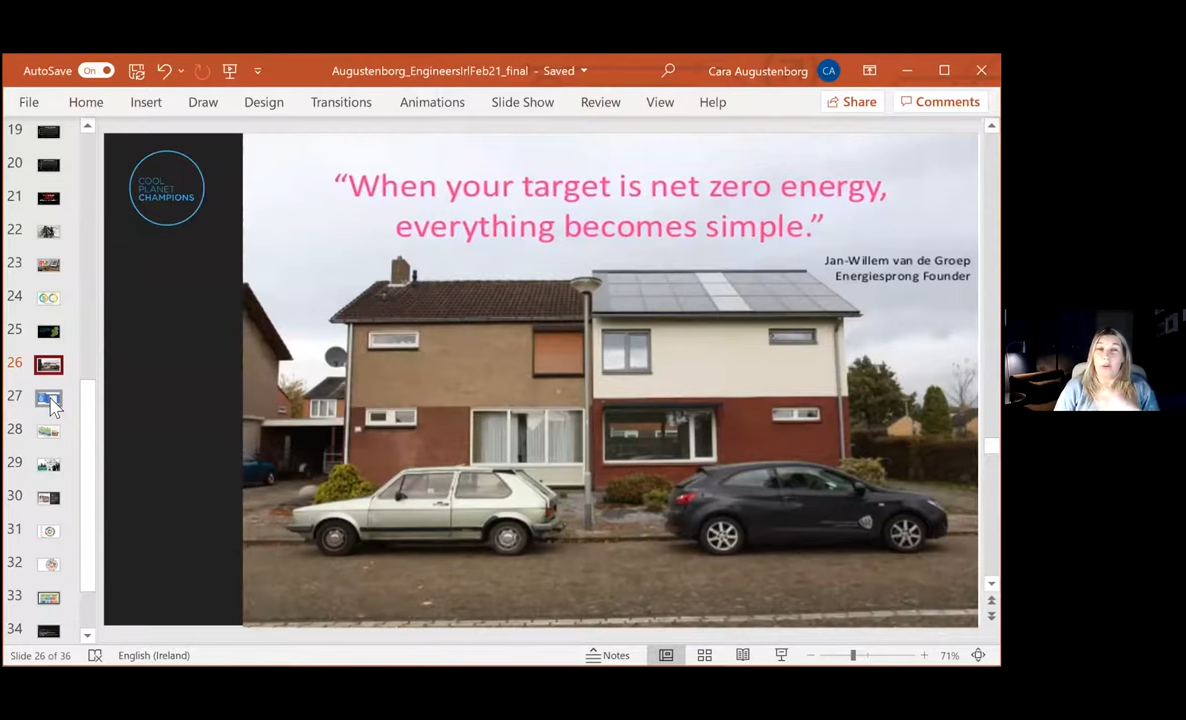 AutoSave On
Augustenborg_EngineersIrlFeb21_final - Saved
Cara Augustenborg CA
File Home Insert Draw Design Transitions Animations Slide Show Review View Help
Share Comments
19
20
21
22
23
24
25
26
27
28
29
30
31
32
33
34
COOL
PLANET
CHAMPIONS
“When your target is net zero energy,
everything becomes simple.”
Jan-Willem van de Groep
Energiesprong Founder
Slide 26 of 36 English (Ireland) Notes 71%